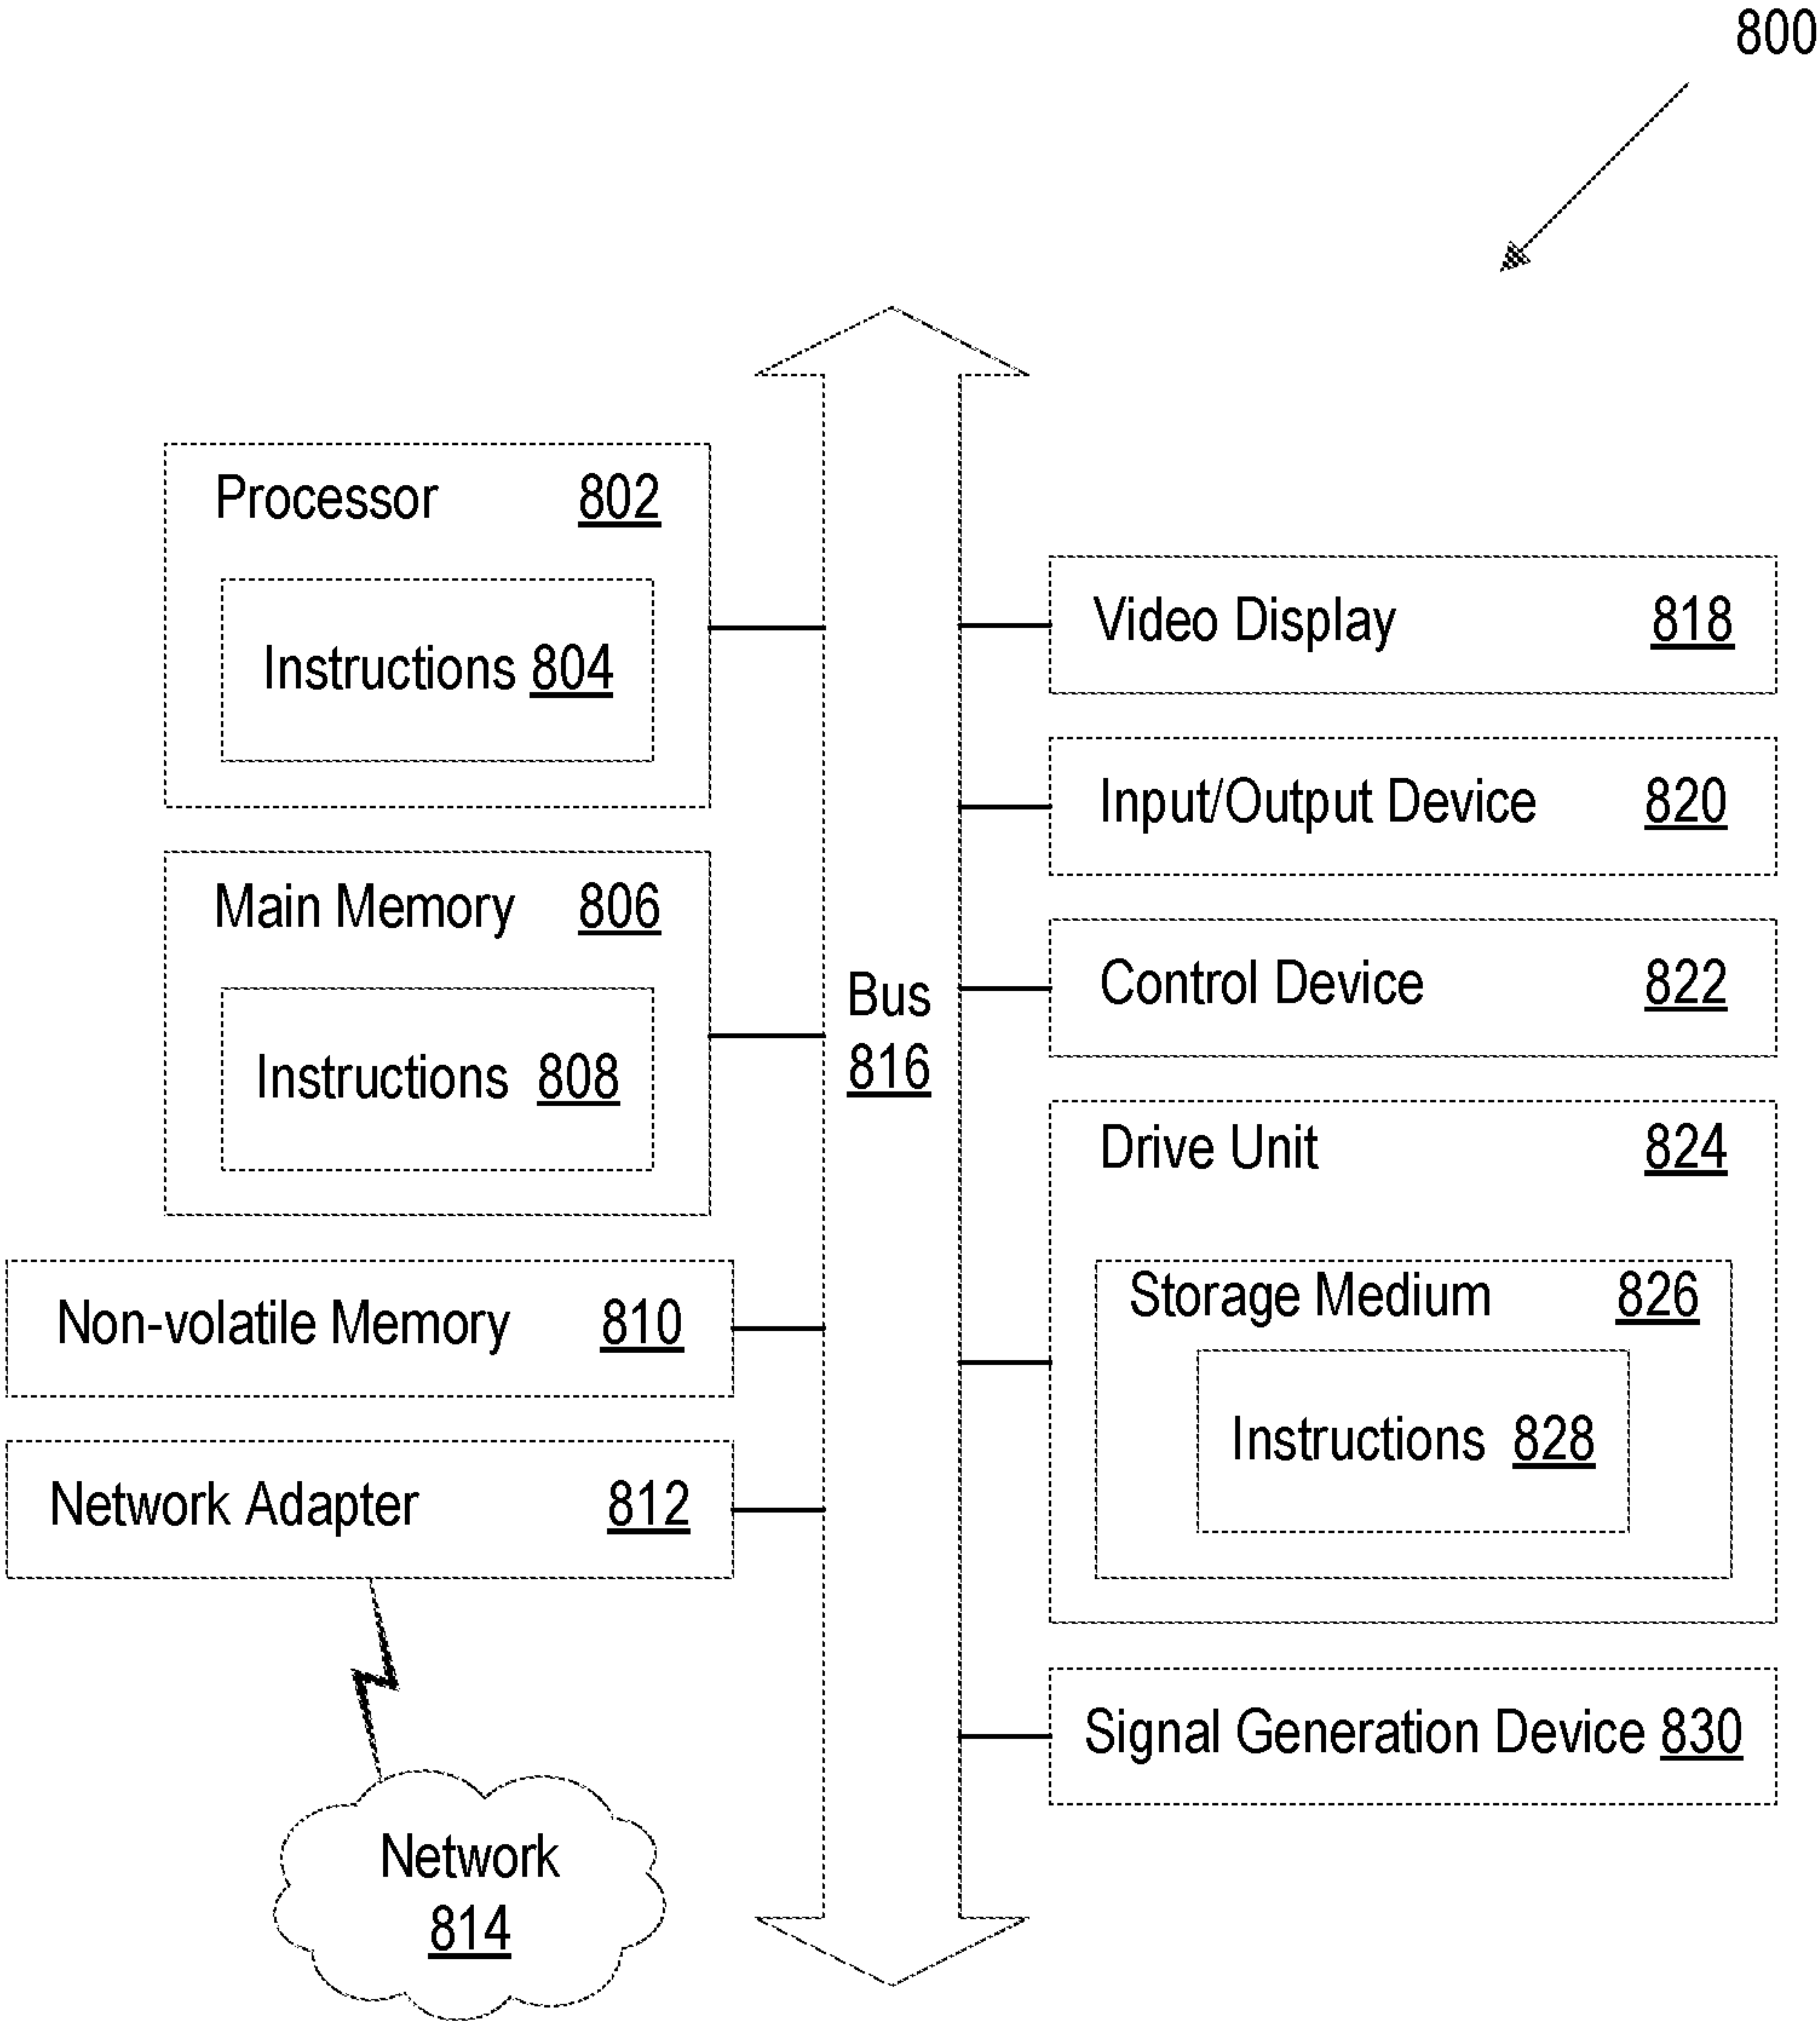 800
Processor 802
Instructions 804
Main Memory 806
Instructions 808
Non-volatile Memory 810
Network Adapter 812
Network
814
Bus
816
Video Display 818
Input/Output Device 820
Control Device 822
Drive Unit 824
Storage Medium 826
Instructions 828
Signal Generation Device 830